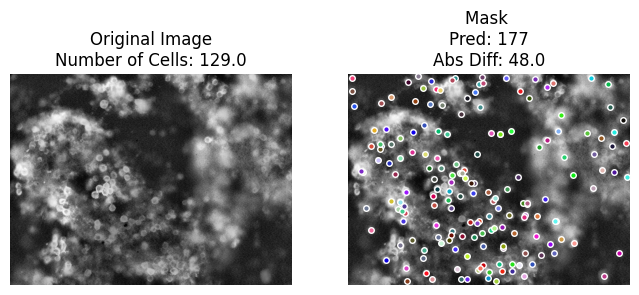 Original Image
Number of Cells: 129.0
Mask
Pred: 177
Abs Diff: 48.0